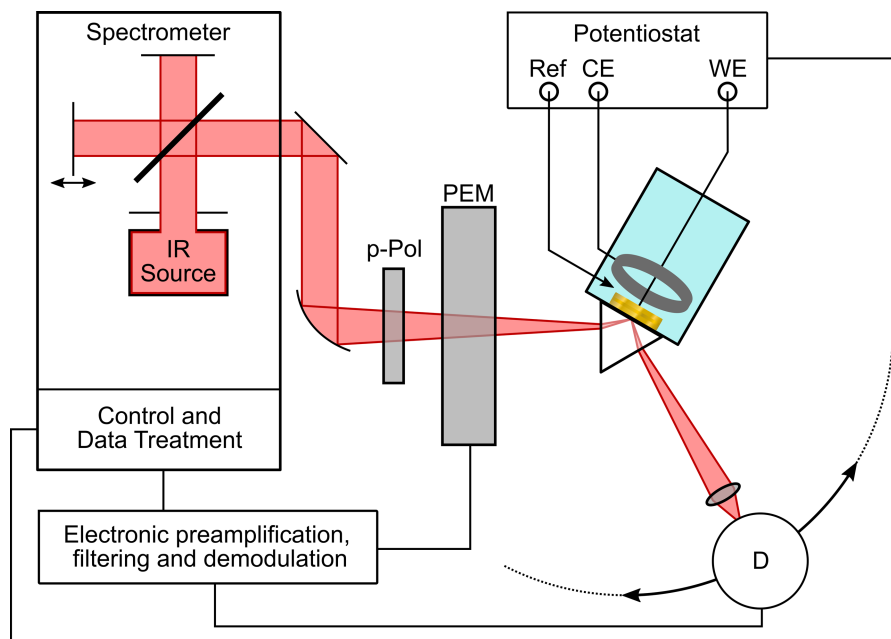 Spectrometer
Potentiostat
Ref CE WE
PEM
p-Pol
IR
Source
Control and
Data Treatment
Electronic preamplification,
filtering and demodulation
D